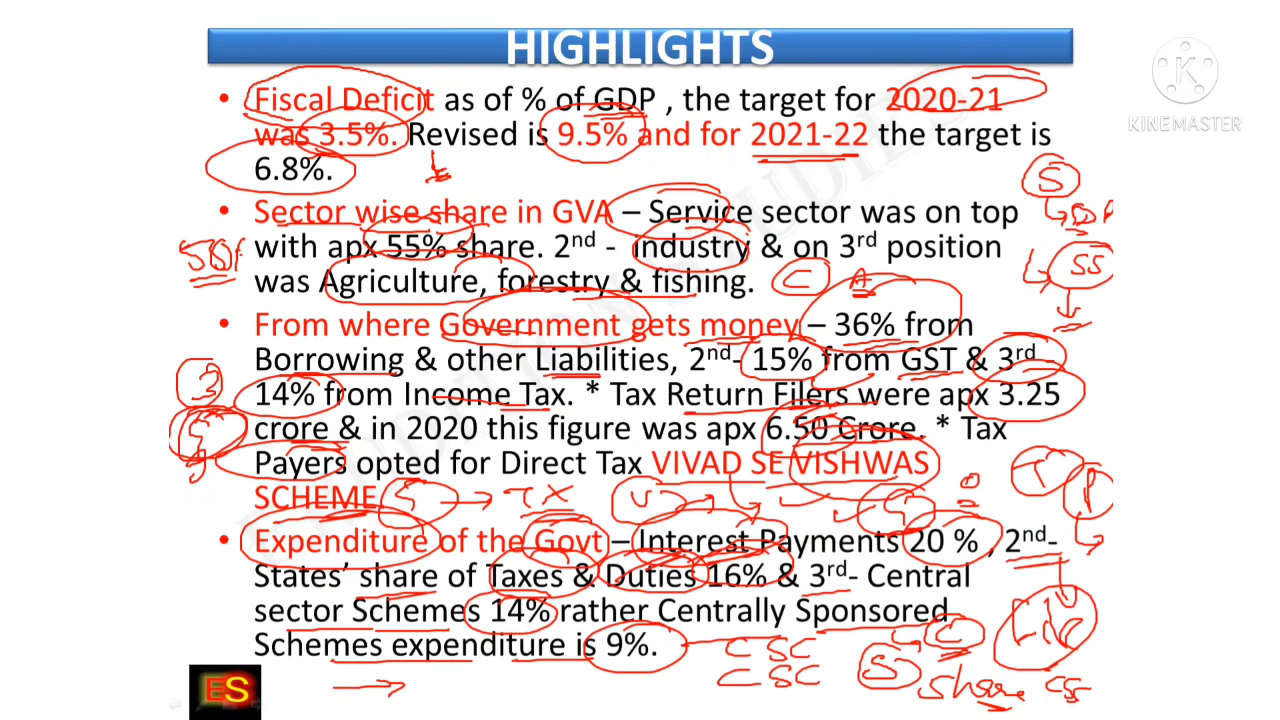 HIGHLIGHTS
K
KINEMASTER
• Fiscal Deficit as of % of GDP , the target for 2020-21
was 3.5%. Revised is 9.5% and for 2021-22 the target is
6.8%.
• Sector wise share in GVA – Service sector was on top
with apx 55% share. 2nd - industry & on 3rd position
was Agriculture, forestry & fishing.
• From where Government gets money – 36% from
Borrowing & other Liabilities, 2nd- 15% from GST & 3rd
14% from Income Tax. * Tax Return Filers were apx 3.25
crore & in 2020 this figure was apx 6.50 Crore. * Tax
Payers opted for Direct Tax VIVAD SE VISHWAS
SCHEME.
• Expenditure of the Govt – Interest Payments 20 % , 2nd-
States’ share of Taxes & Duties 16% & 3rd- Central
sector Schemes 14% rather Centrally Sponsored
Schemes expenditure is 9%.
S
SS
C A
3
TX
T
P
C SC
C SC
S share
ES